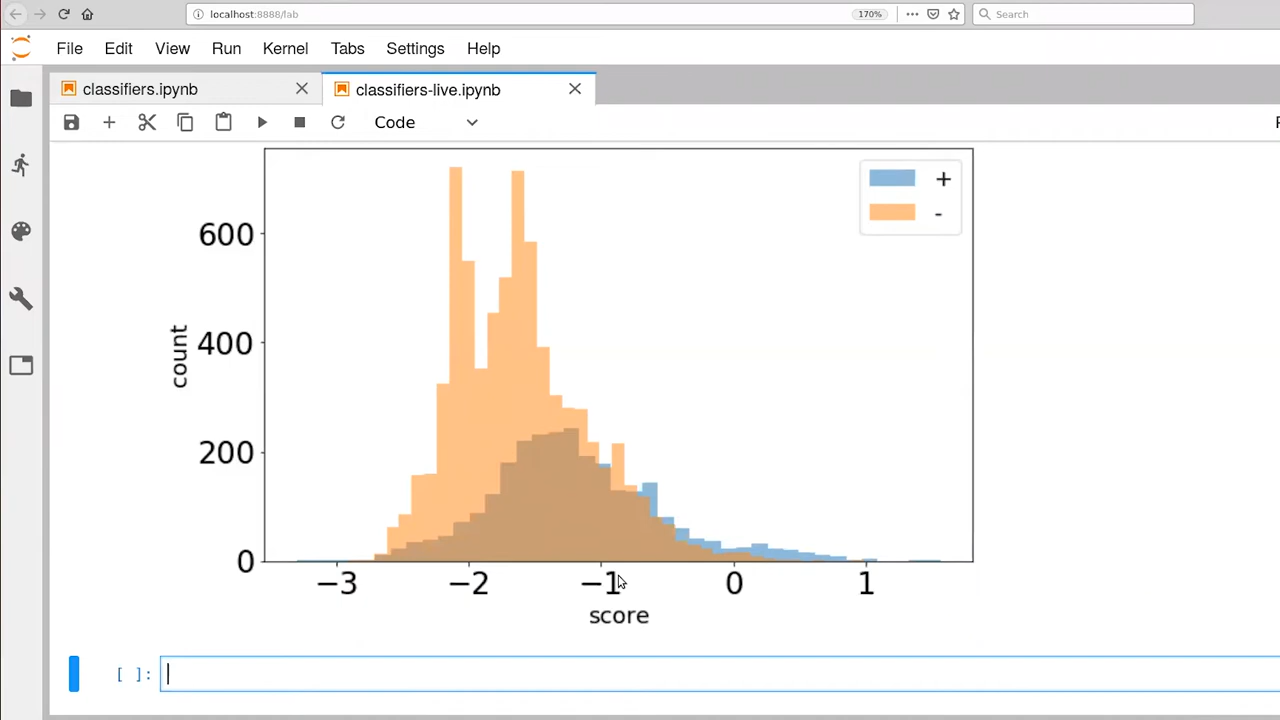 localhost:8888/lab 170% Search
File Edit View Run Kernel Tabs Settings Help
classifiers.ipynb classifiers-live.ipynb
Code
+
-
600
400
200
0
count
−3 −2 −1 0 1
score
[ ]: